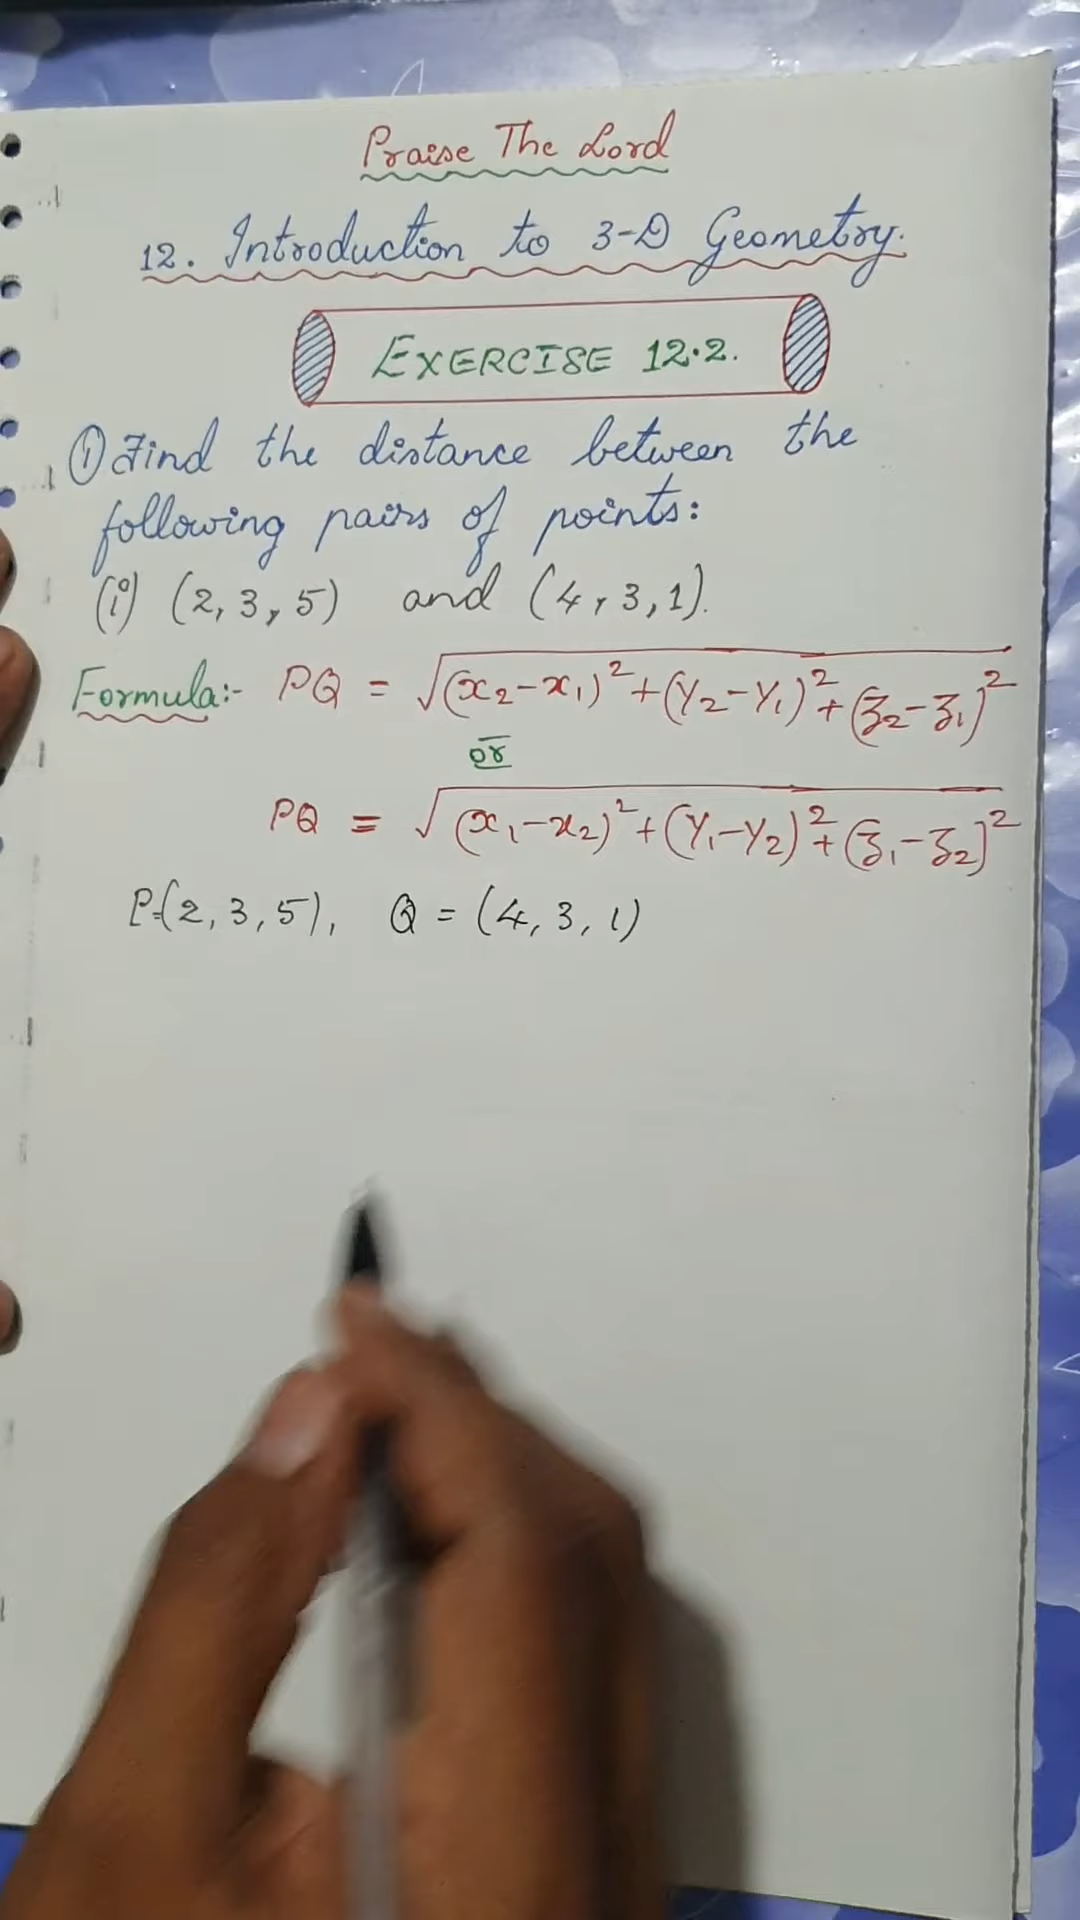 Praise The Lord
12. Introduction to 3-D Geometry.
EXERCISE 12.2.
① Find the distance between the
following pairs of points:
(i) (2, 3, 5) and (4, 3, 1).
Formula:- PQ = √(x₂-x₁)²+(y₂-y₁)²+(z₂-z₁)²
or
PQ = √(x₁-x₂)²+(y₁-y₂)²+(z₁-z₂)²
P=(2, 3, 5), Q = (4, 3, 1)